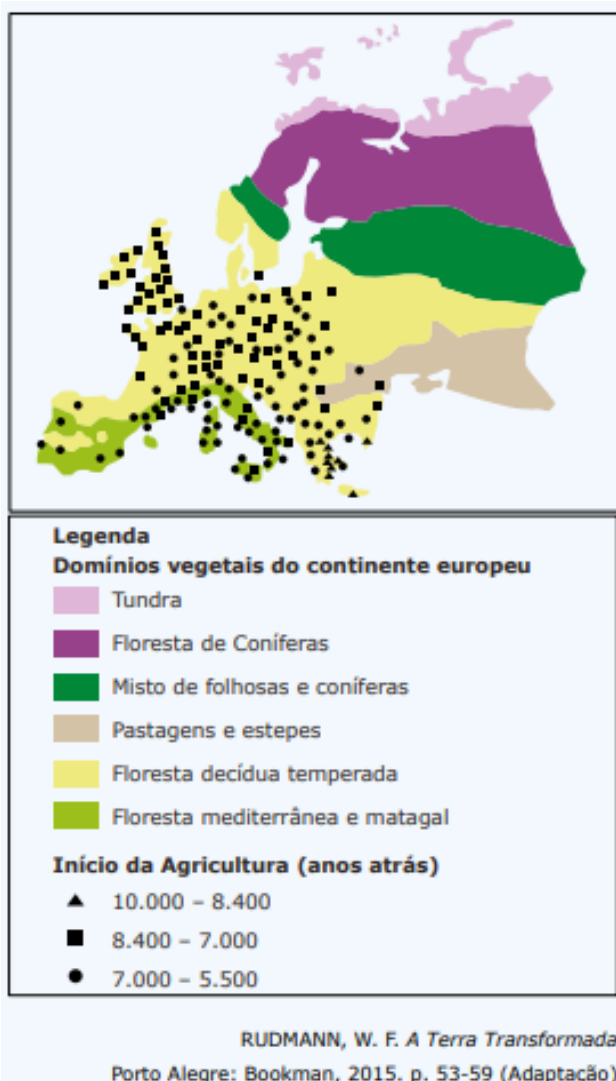 Legenda
Domínios vegetais do continente europeu
Tundra
Floresta de Coníferas
Misto de folhosas e coníferas
Pastagens e estepes
Floresta decídua temperada
Floresta mediterrânea e matagal
Início da Agricultura (anos atrás)
10.000 – 8.400
8.400 – 7.000
7.000 – 5.500
RUDMANN, W. F. A Terra Transformada
Porto Alegre: Bookman, 2015. p. 53-59 (Adaptação)